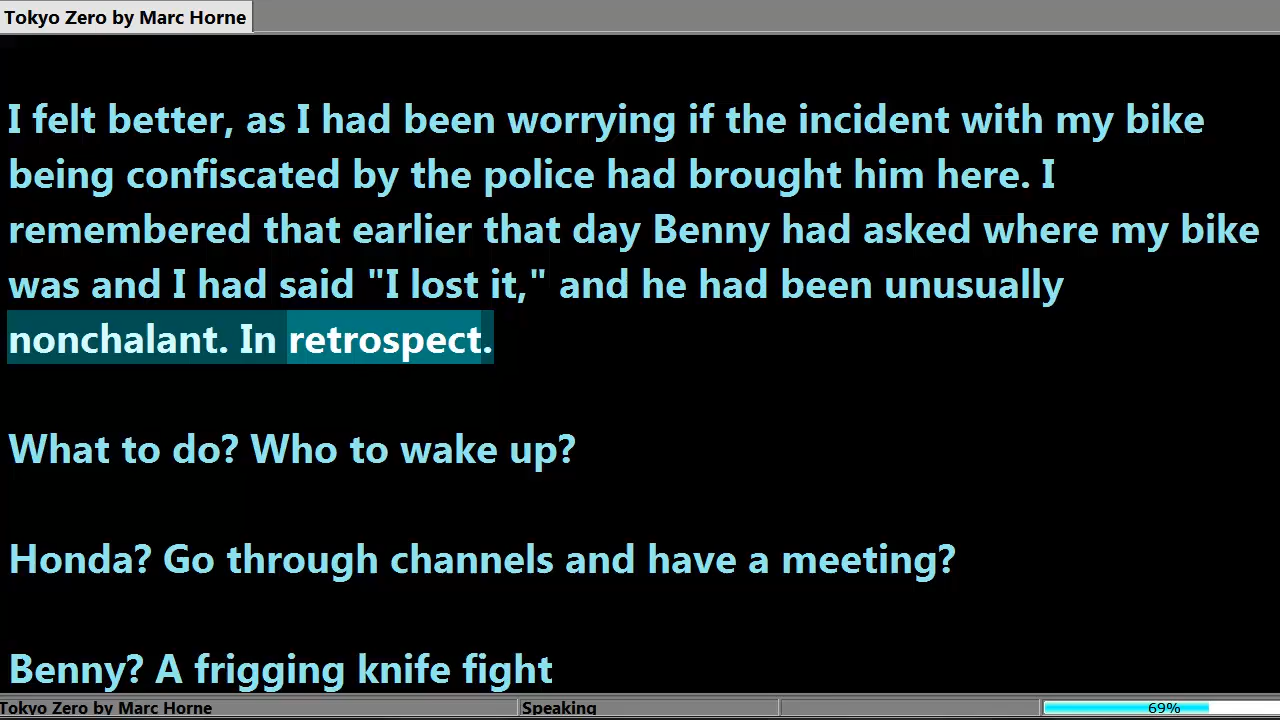 Tokyo Zero by Marc Horne
I felt better, as I had been worrying if the incident with my bike
being confiscated by the police had brought him here. I
remembered that earlier that day Benny had asked where my bike
was and I had said "I lost it," and he had been unusually
nonchalant. In retrospect.
What to do? Who to wake up?
Honda? Go through channels and have a meeting?
Benny? A frigging knife fight
Tokyo Zero by Marc Horne Speaking 69%